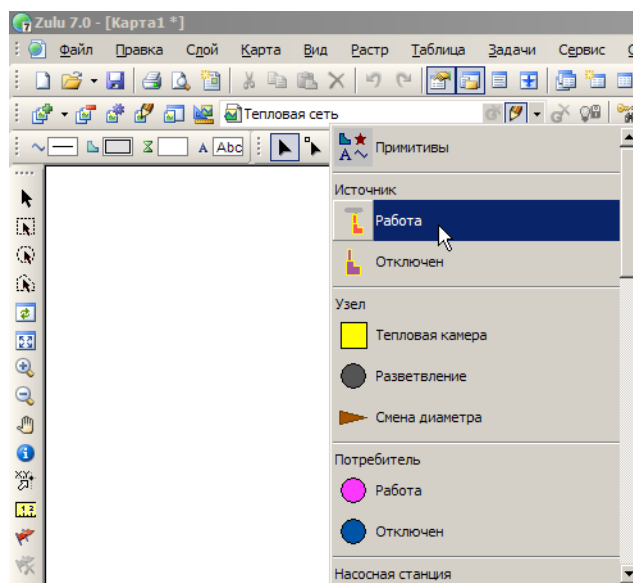 Zulu 7.0 - [Карта1 *]
Файл Правка Слой Карта Вид Растр Таблица Задачи Сервис
Тепловая сеть
A Abc
Примитивы
Источник
Работа
Отключен
Узел
Тепловая камера
Разветвление
Смена диаметра
Потребитель
Работа
Отключен
Насосная станция